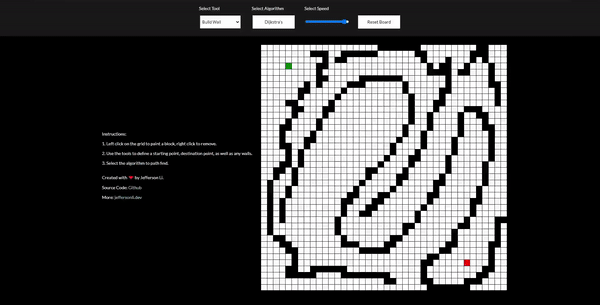 Select Tool
Select Algorithm
Select Speed
Build Wall
Dijkstra's
Reset Board
Instructions:
1. Left click on the grid to paint a block, right click to remove.
2. Use the tools to define a starting point, destination point, as well as any walls.
3. Select the algorithm to path find.
Created with ❤ by Jefferson Li.
Source Code: Github
More: jeffersonli.dev